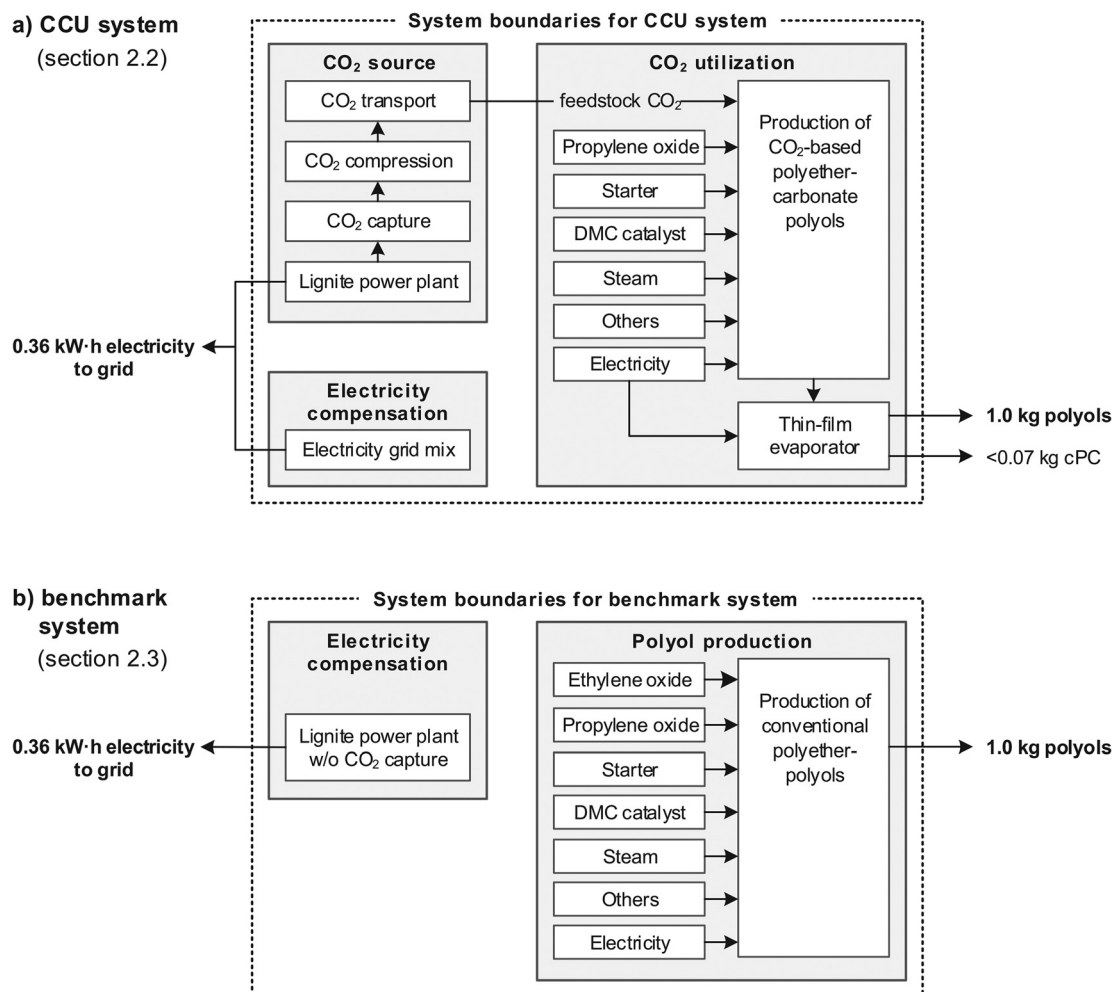 a) CCU system
(section 2.2)
System boundaries for CCU system
CO₂ source
CO₂ transport
CO₂ compression
CO₂ capture
Lignite power plant
0.36 kW·h electricity
to grid
Electricity
compensation
Electricity grid mix
CO₂ utilization
feedstock CO₂
Propylene oxide
Starter
DMC catalyst
Steam
Others
Electricity
Production of
CO₂-based
polyether-
carbonate
polyols
Thin-film
evaporator
1.0 kg polyols
<0.07 kg cPC
b) benchmark
system
(section 2.3)
System boundaries for benchmark system
Electricity
compensation
Lignite power plant
w/o CO₂ capture
0.36 kW·h electricity
to grid
Polyol production
Ethylene oxide
Propylene oxide
Starter
DMC catalyst
Steam
Others
Electricity
Production of
conventional
polyether-
polyols
1.0 kg polyols